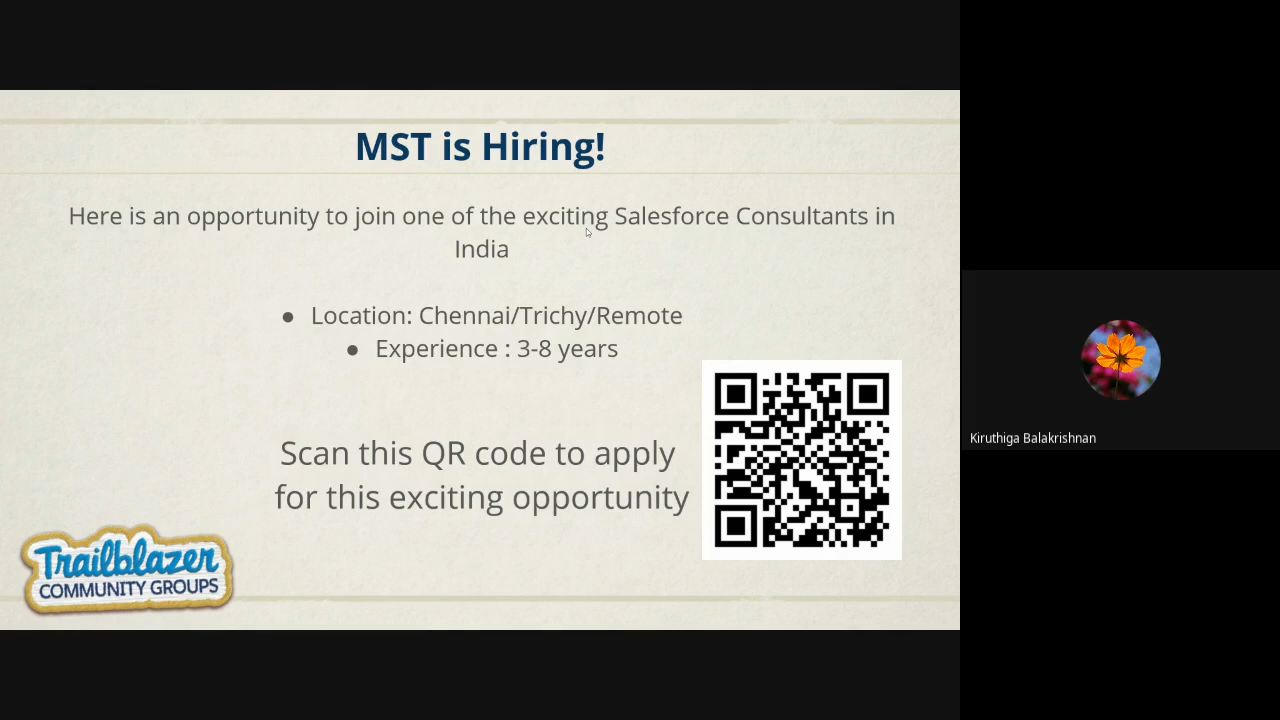 MST is Hiring!
Here is an opportunity to join one of the exciting Salesforce Consultants in
India
● Location: Chennai/Trichy/Remote
● Experience : 3-8 years
Scan this QR code to apply
for this exciting opportunity
Trailblazer
COMMUNITY GROUPS
Kiruthiga Balakrishnan